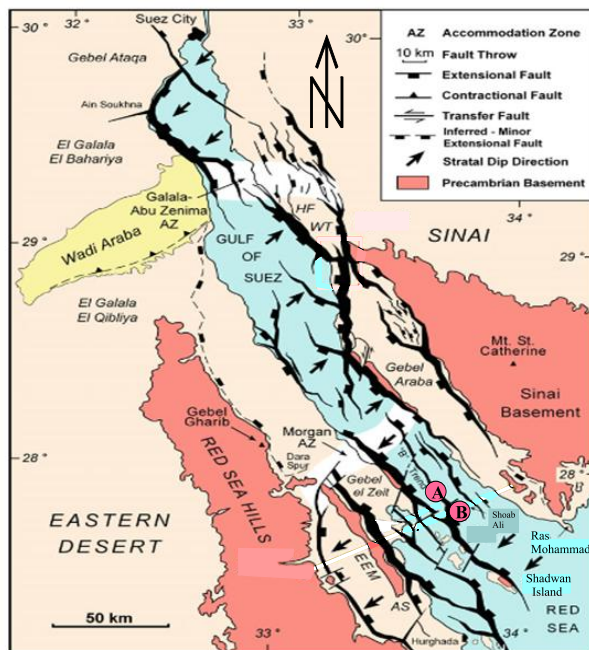 30°
Suez City
33°
30°
Gebel Ataqa
Ain Soukhna
El Galala
El Bahariya
Galala-
Abu Zenima
AZ
Wadi Araba
29°
El Galala
El Qibliya
GULF
OF
SUEZ
HF
WT
N
AZ Accommodation Zone
10 km Fault Throw
Extensional Fault
Contractional Fault
Transfer Fault
Inferred - Minor
Extensional Fault
Stratal Dip Direction
Precambrian Basement
34°
SINAI
29°
Mt. St.
Catherine
Sinai
Basement
Gebel
Araba
Gebel
Gharib
Morgan
AZ
Dara
Spur
28°
RED SEA HILLS
Gebel
el Zeit
"B" Trend
28°
A
B
Shoab
Ali
EASTERN
DESERT
EEM
AS
Ras
Mohammad
Shadwan
Island
RED
SEA
50 km
33°
Hurghada
34°